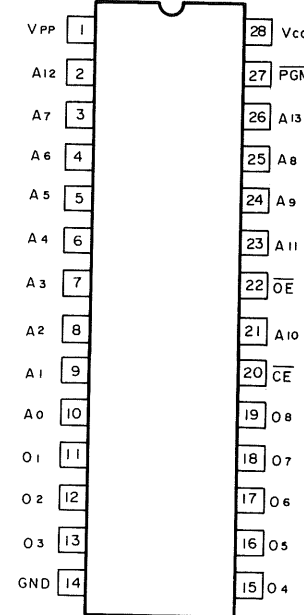 VPP 1 28 Vcc
A12 2 27 PGM
A7 3 26 A13
A6 4 25 A8
A5 5 24 A9
A4 6 23 A11
A3 7 22 OE
A2 8 21 A10
A1 9 20 CE
A0 10 19 O8
O1 11 18 O7
O2 12 17 O6
O3 13 16 O5
GND 14 15 O4